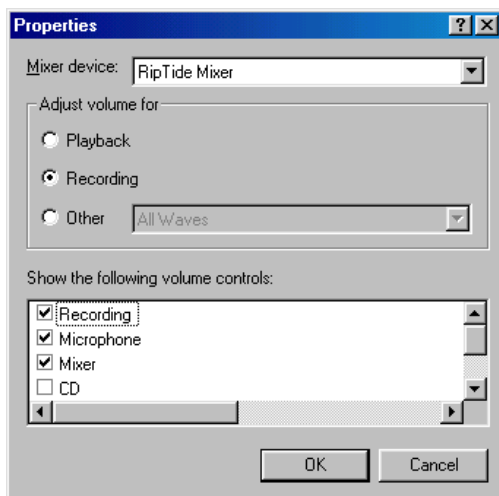 Properties
Mixer device: RipTide Mixer
Adjust volume for
Playback
Recording
Other All Waves
Show the following volume controls:
Recording
Microphone
Mixer
CD
OK Cancel